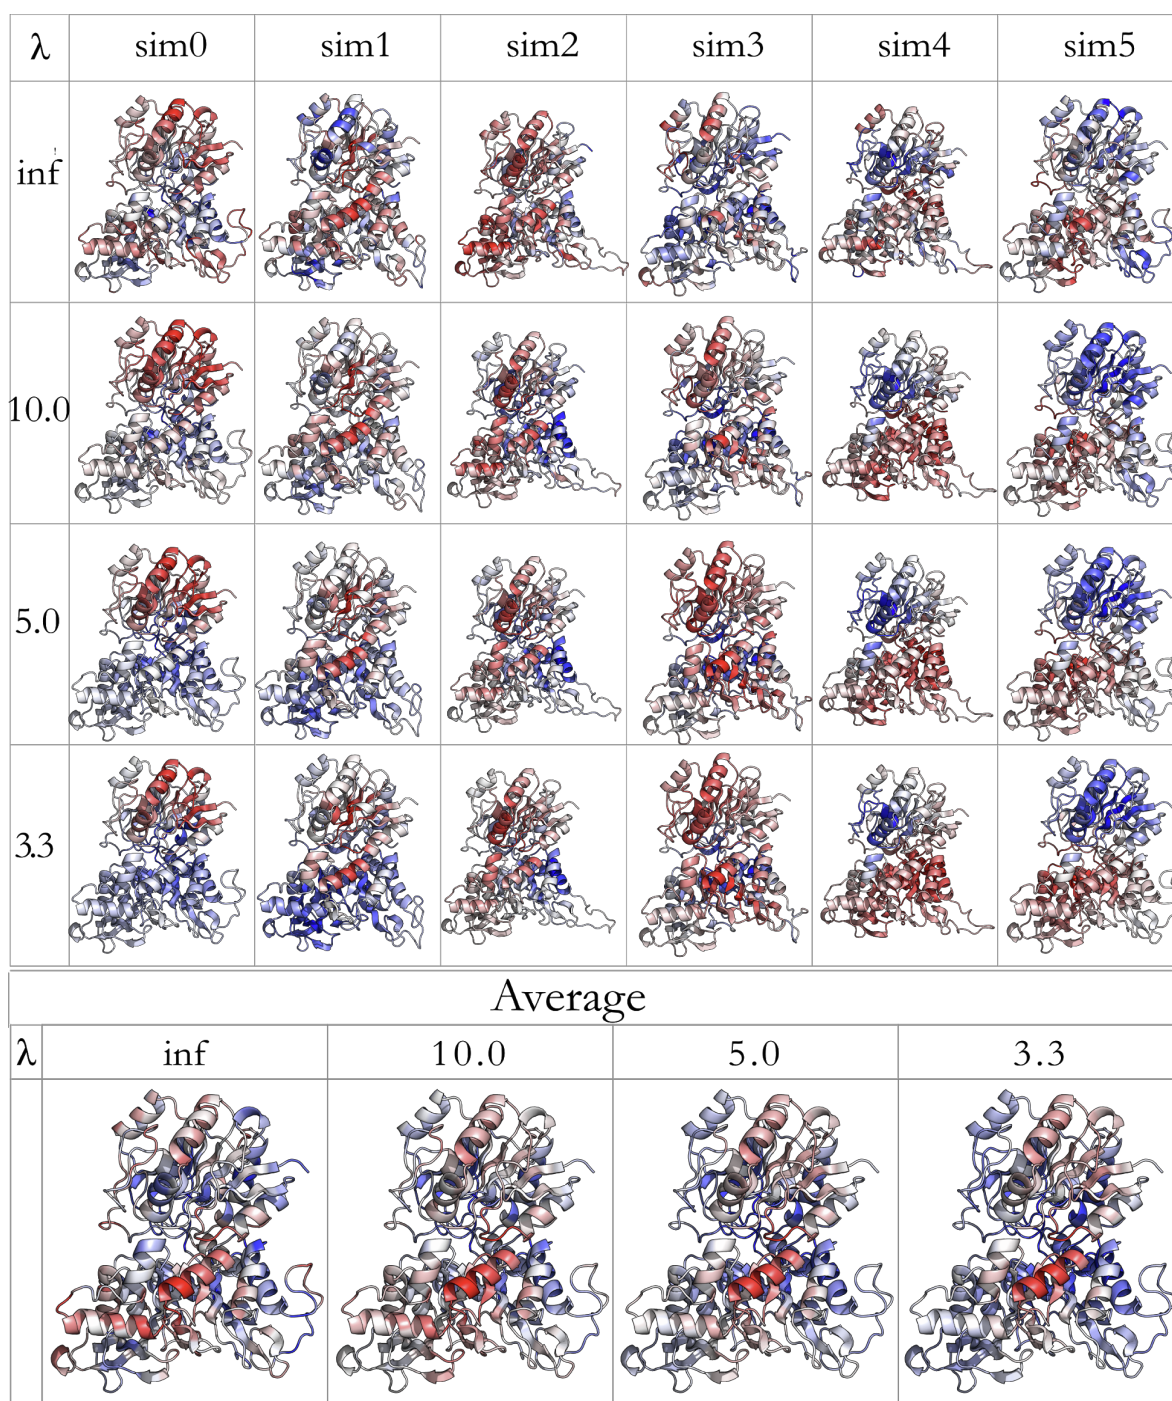 λ sim0 sim1 sim2 sim3 sim4 sim5
inf
10.0
5.0
3.3
Average
λ inf 10.0 5.0 3.3